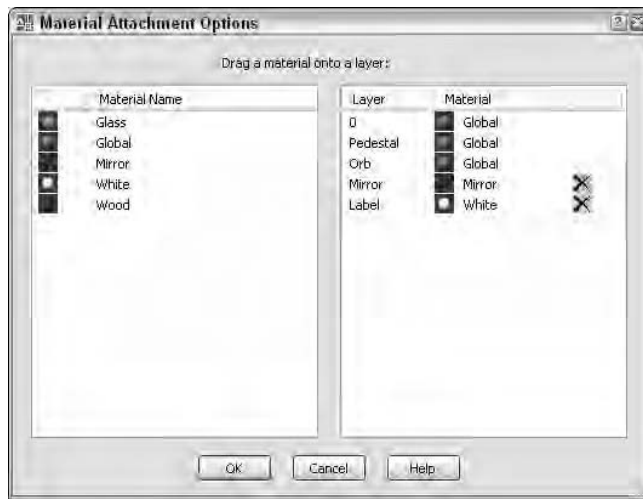 Material Attachment Options
Drag a material onto a layer:
Material Name
Glass
Global
Mirror
White
Wood
Layer Material
0 Global
Pedestal Global
Orb Global
Mirror Mirror
Label White
OK Cancel Help